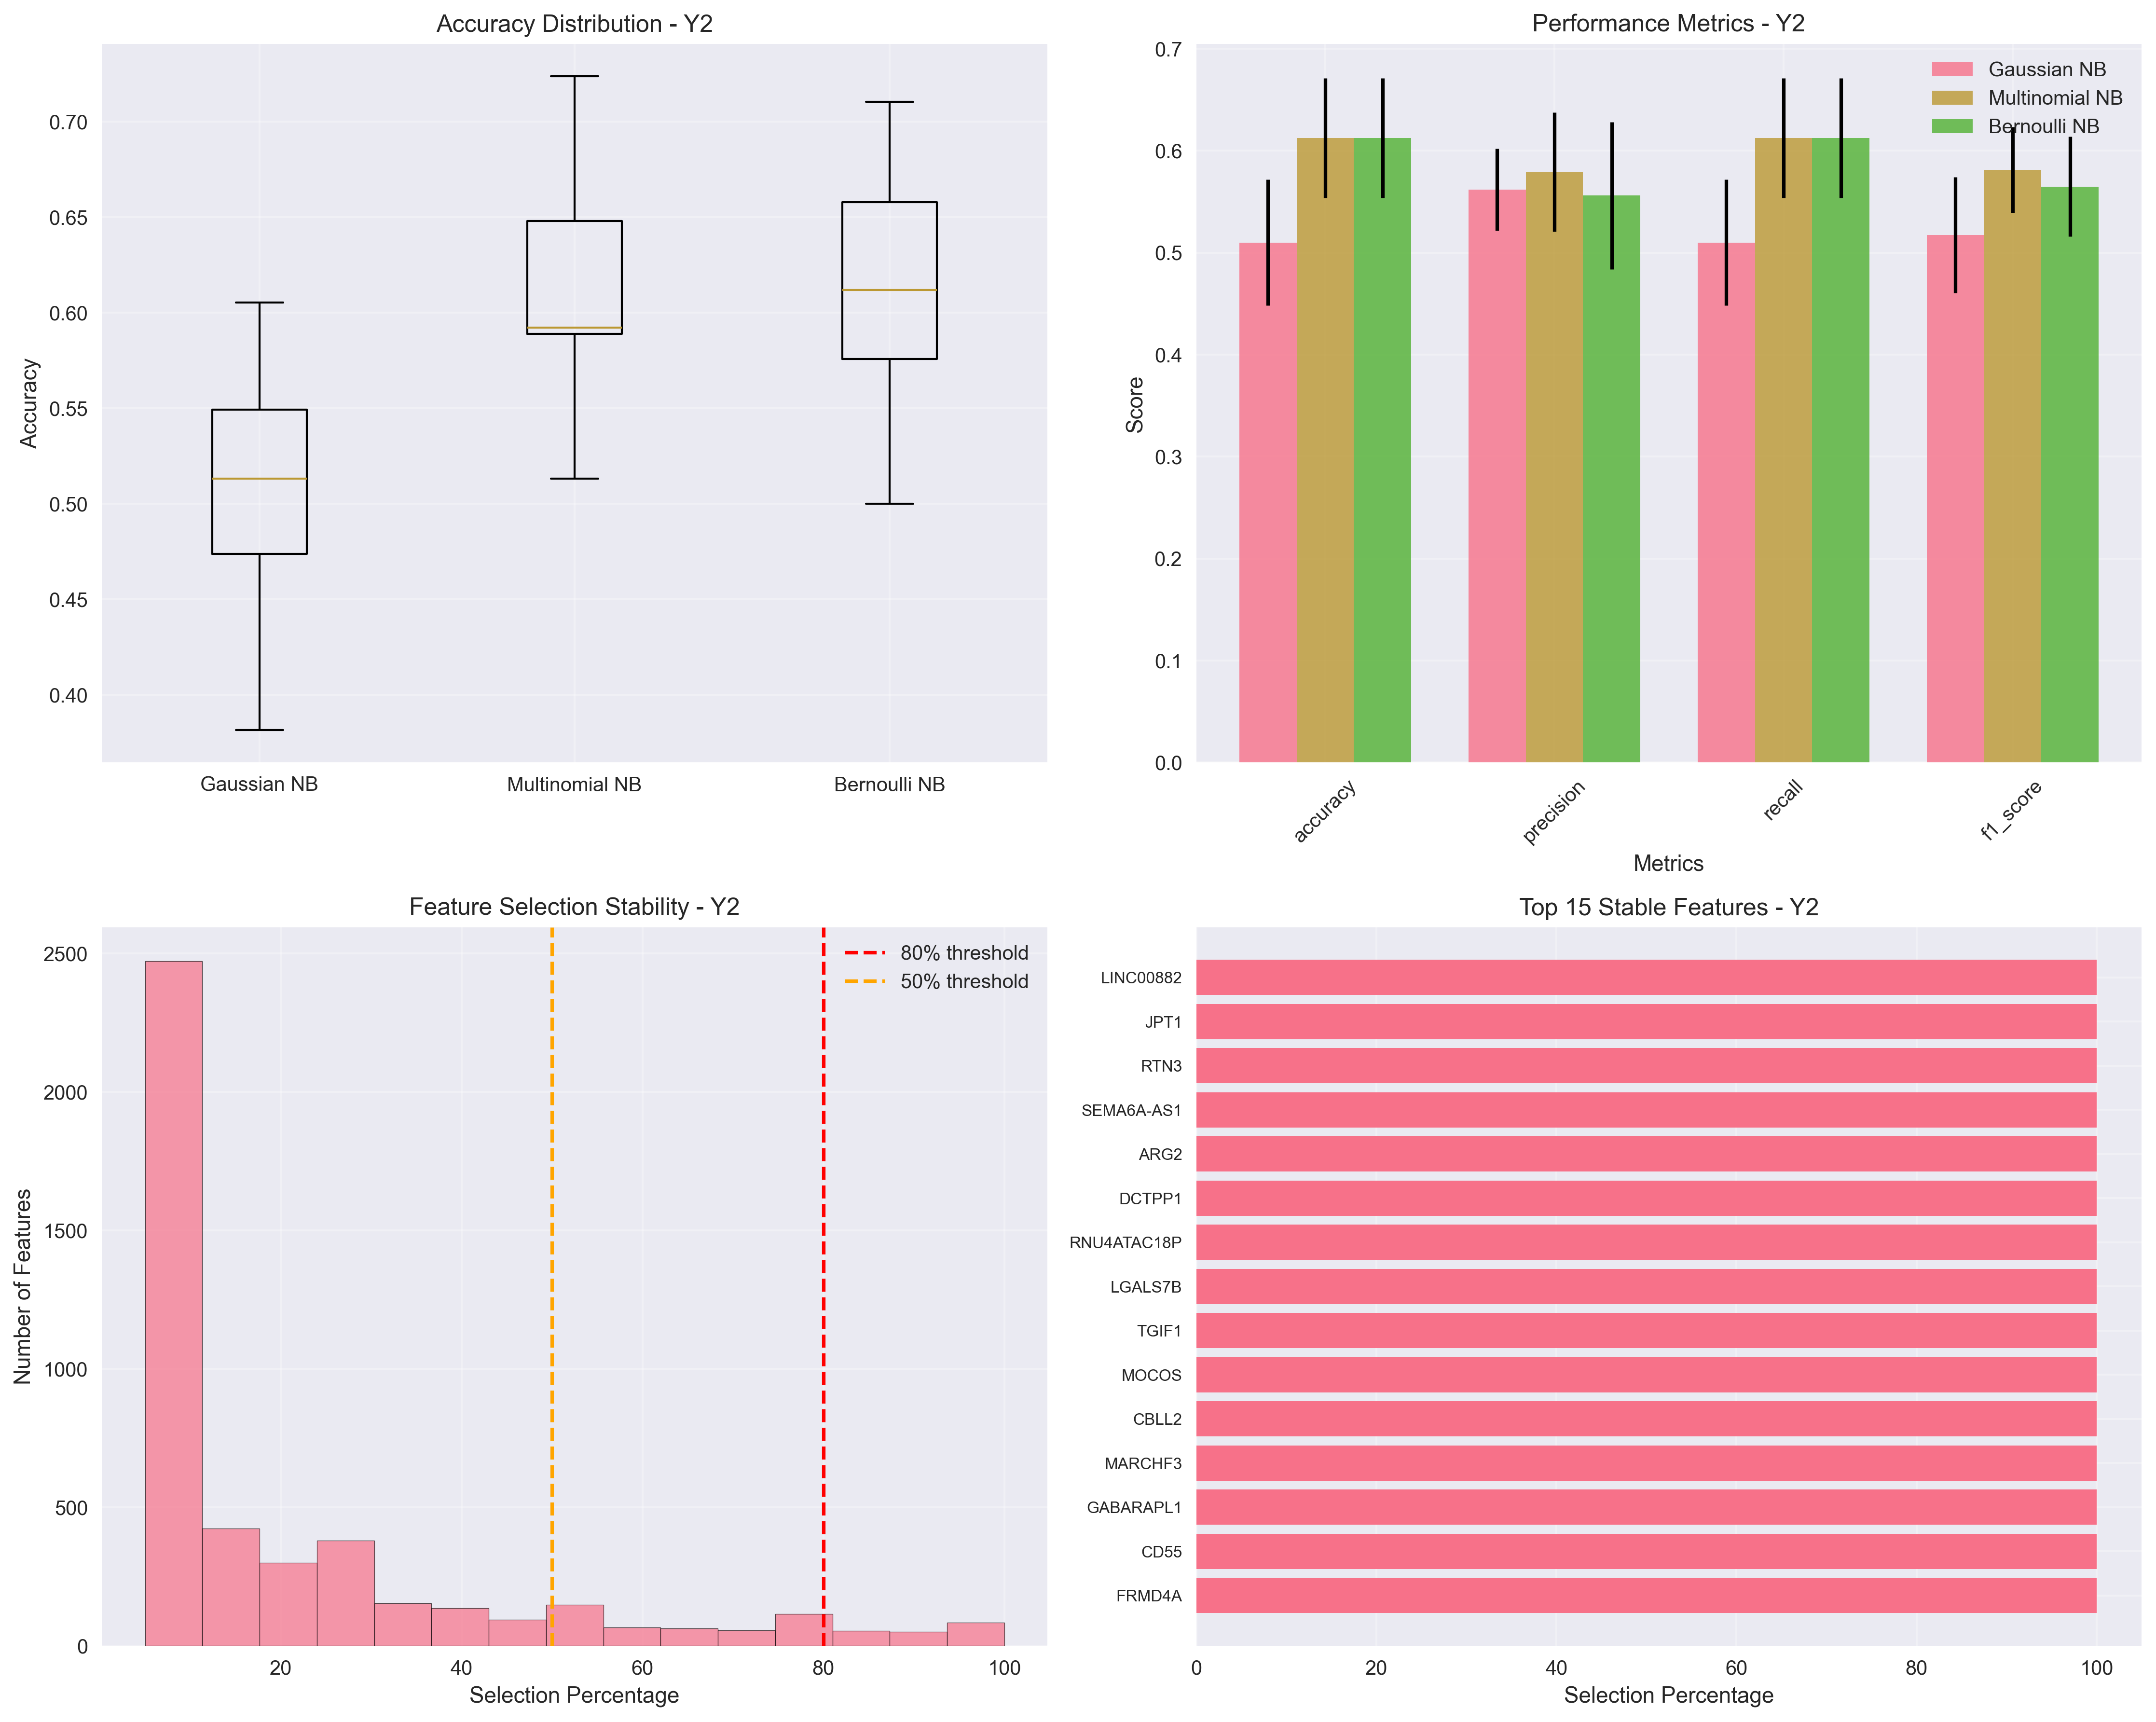 Accuracy Distribution - Y2
0.70
0.65
0.60
0.55
0.50
0.45
0.40
Accuracy
Gaussian NB
Multinomial NB
Bernoulli NB
Performance Metrics - Y2
Gaussian NB
Multinomial NB
Bernoulli NB
0.7
0.6
0.5
0.4
0.3
0.2
0.1
0.0
Score
accuracy
precision
recall
f1_score
Metrics
Feature Selection Stability - Y2
80% threshold
50% threshold
2500
2000
1500
1000
500
0
Number of Features
20
40
60
80
100
Selection Percentage
Top 15 Stable Features - Y2
LINC00882
JPT1
RTN3
SEMA6A-AS1
ARG2
DCTPP1
RNU4ATAC18P
LGALS7B
TGIF1
MOCOS
CBLL2
MARCHF3
GABARAPL1
CD55
FRMD4A
0
20
40
60
80
100
Selection Percentage